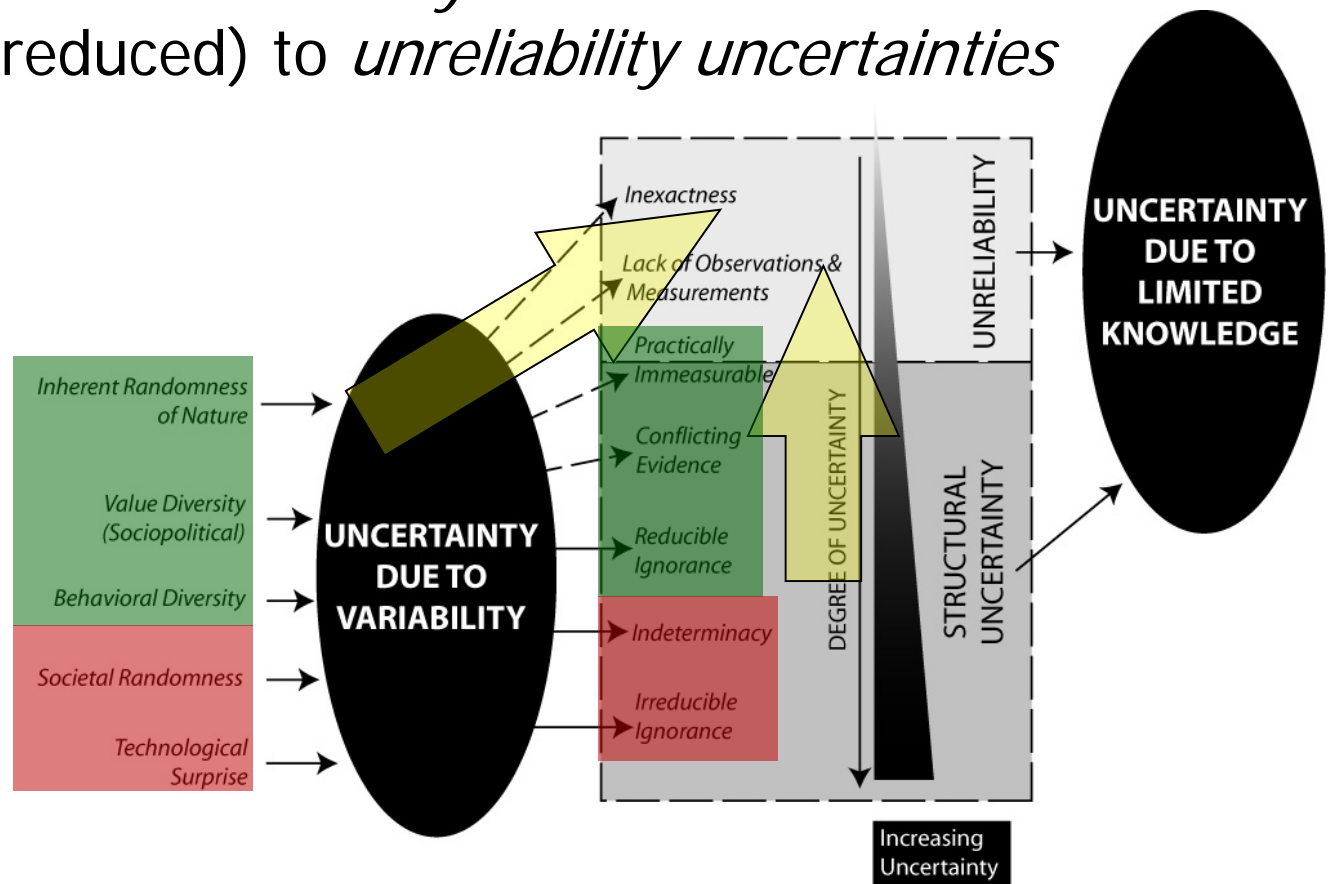 reduced) to unreliability uncertainties
Inherent Randomness
of Nature
Value Diversity
(Sociopolitical)
Behavioral Diversity
Societal Randomness
Technological
Surprise
UNCERTAINTY
DUE TO
VARIABILITY
Inexactness
Lack of Observations &
Measurements
Practically
Immeasurable
Conflicting
Evidence
Reducible
Ignorance
Indeterminacy
Irreducible
Ignorance
DEGREE OF UNCERTAINTY
UNRELIABILITY
STRUCTURAL
UNCERTAINTY
UNCERTAINTY
DUE TO
LIMITED
KNOWLEDGE
Increasing
Uncertainty